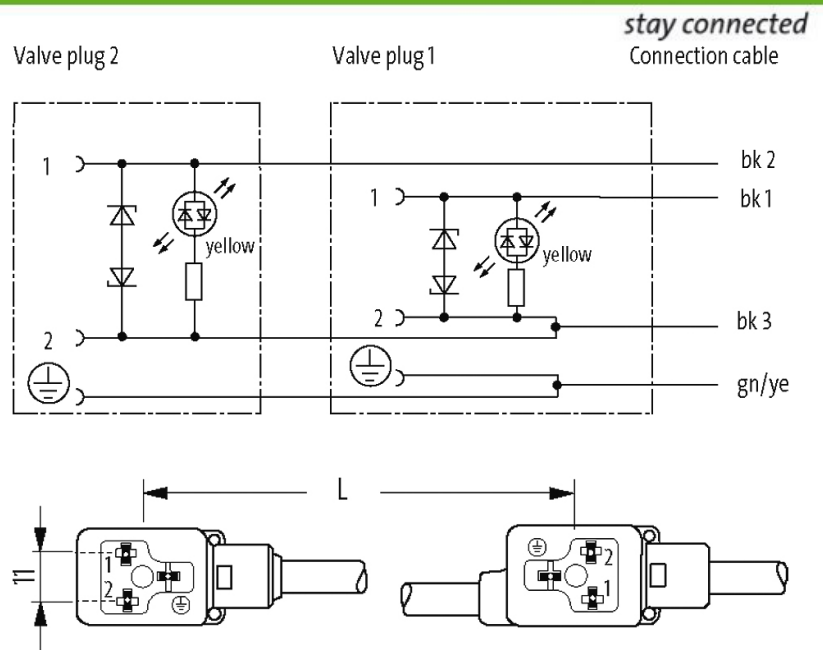 stay connected
Valve plug 2
Valve plug 1
Connection cable
1
bk 2
1
bk 1
yellow
yellow
2
bk 3
2
gn/ye
L
11
1
2
2
1